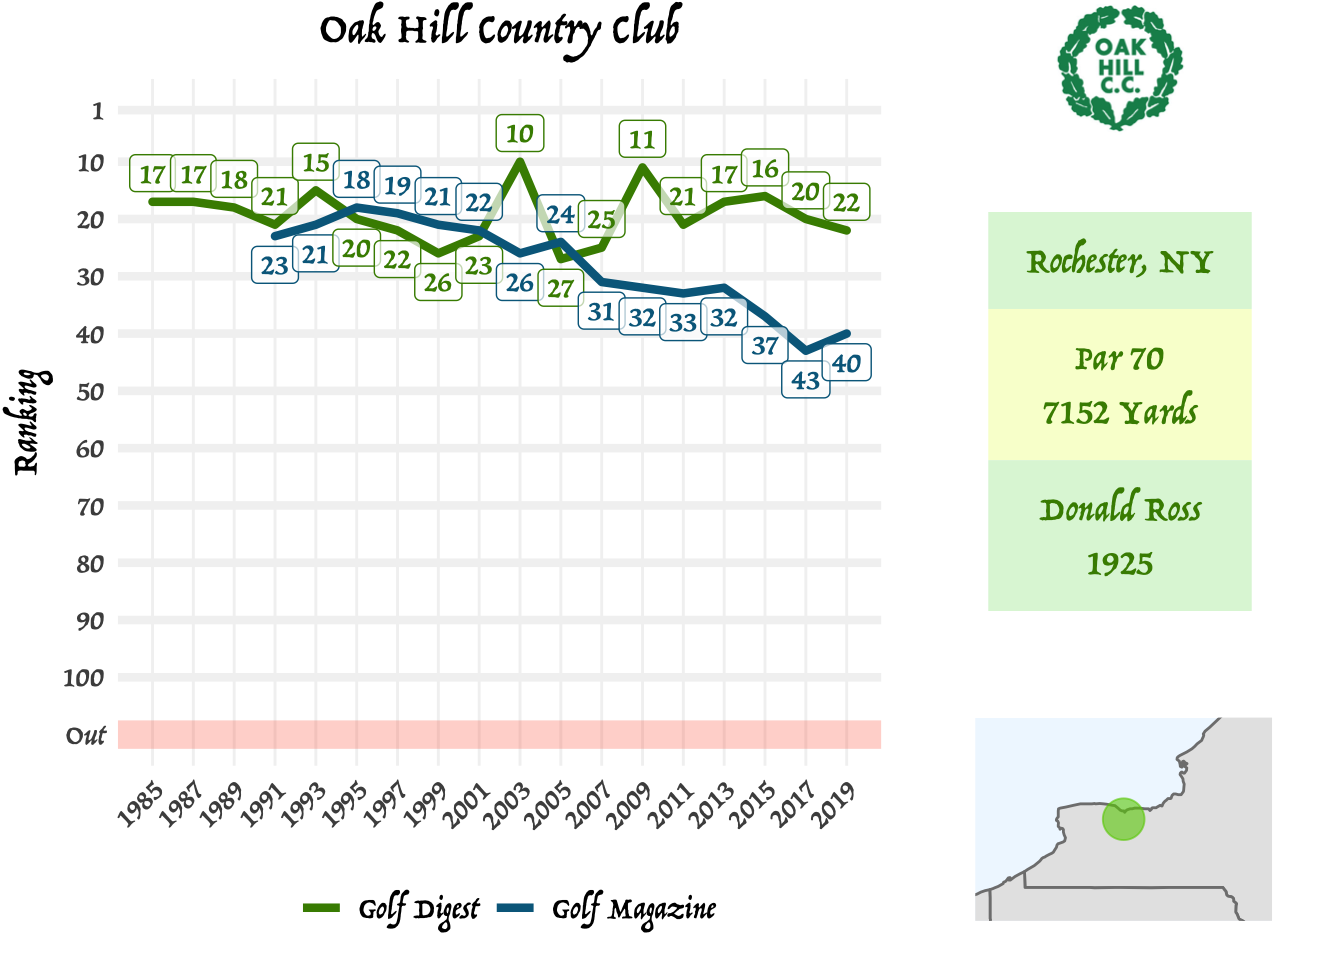 Oak Hill Country Club
OAK
HILL
C.C.
Ranking
1
10
20
30
40
50
60
70
80
90
100
Out
17 17 18 21 15 20 22 26 23 10 27 25 11 21 17 16 20 22
23 21 18 19 21 22 26 24 31 32 33 32 37 43 40
1985 1987 1989 1991 1993 1995 1997 1999 2001 2003 2005 2007 2009 2011 2013 2015 2017 2019
Golf Digest Golf Magazine
Rochester, NY
Par 70
7152 Yards
Donald Ross
1925